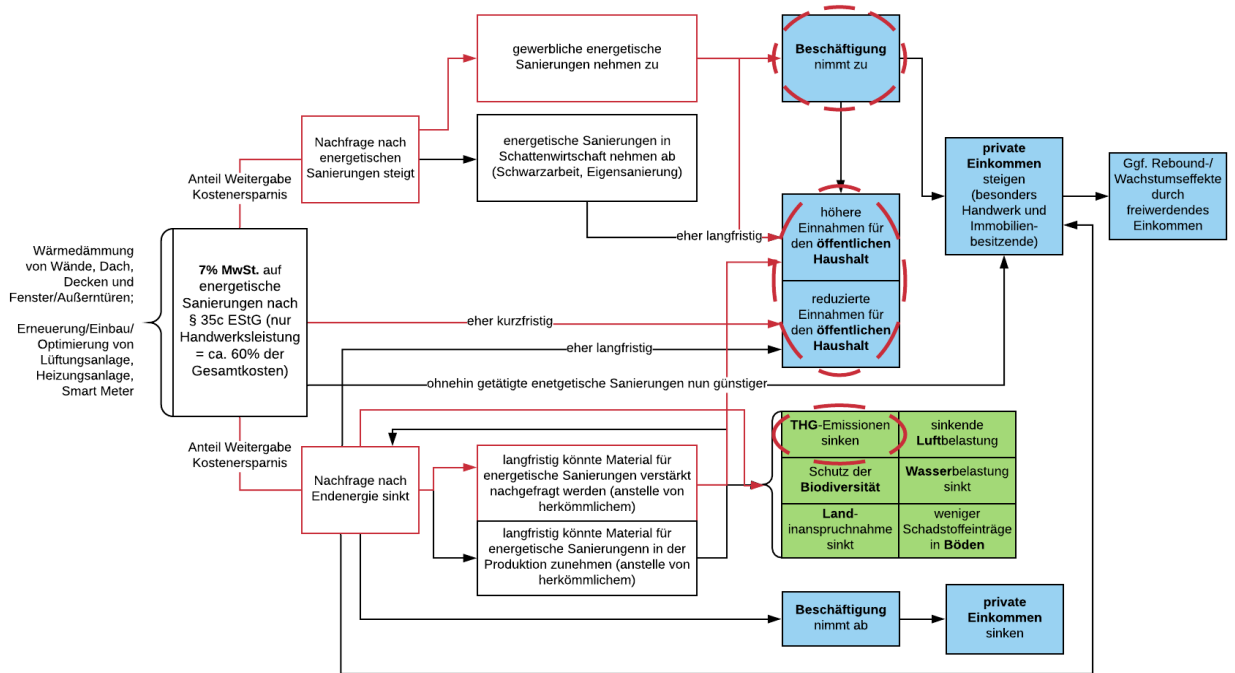 gewerbliche energetische
Sanierungen nehmen zu
Beschäftigung
nimmt zu
Nachfrage nach
energetischen
Sanierungen steigt
energetische Sanierungen in
Schattenwirtschaft nehmen ab
(Schwarzarbeit, Eigensanierung)
private
Einkommen
steigen
(besonders
Handwerk und
Immobilien-
besitzende)
Ggf. Rebound-/
Wachstumseffekte
durch
freiwerdendes
Einkommen
Anteil Weitergabe
Kostenersparnis
höhere
Einnahmen für
den öffentlichen
Haushalt
eher langfristig
Wärmedämmung
von Wände, Dach,
Decken und
Fenster/Außerntüren;
Erneuerung/Einbau/
Optimierung von
Lüftungsanlage,
Heizungsanlage,
Smart Meter
7% MwSt. auf
energetische
Sanierungen nach
§ 35c EStG (nur
Handwerksleistung
= ca. 60% der
Gesamtkosten)
eher kurzfristig
reduzierte
Einnahmen für
den öffentlichen
Haushalt
eher langfristig
ohnehin getätigte enetgetische Sanierungen nun günstiger
Anteil Weitergabe
Kostenersparnis
Nachfrage nach
Endenergie sinkt
langfristig könnte Material für
energetische Sanierungen verstärkt
nachgefragt werden (anstelle von
herkömmlichem)
langfristig könnte Material für
energetische Sanierungenn in der
Produktion zunehmen (anstelle von
herkömmlichem)
THG-Emissionen
sinken
sinkende
Luftbelastung
Schutz der
Biodiversität
Wasserbelastung
sinkt
Land-
inanspruchnahme
sinkt
weniger
Schadstoffeinträge
in Böden
Beschäftigung
nimmt ab
private
Einkommen
sinken